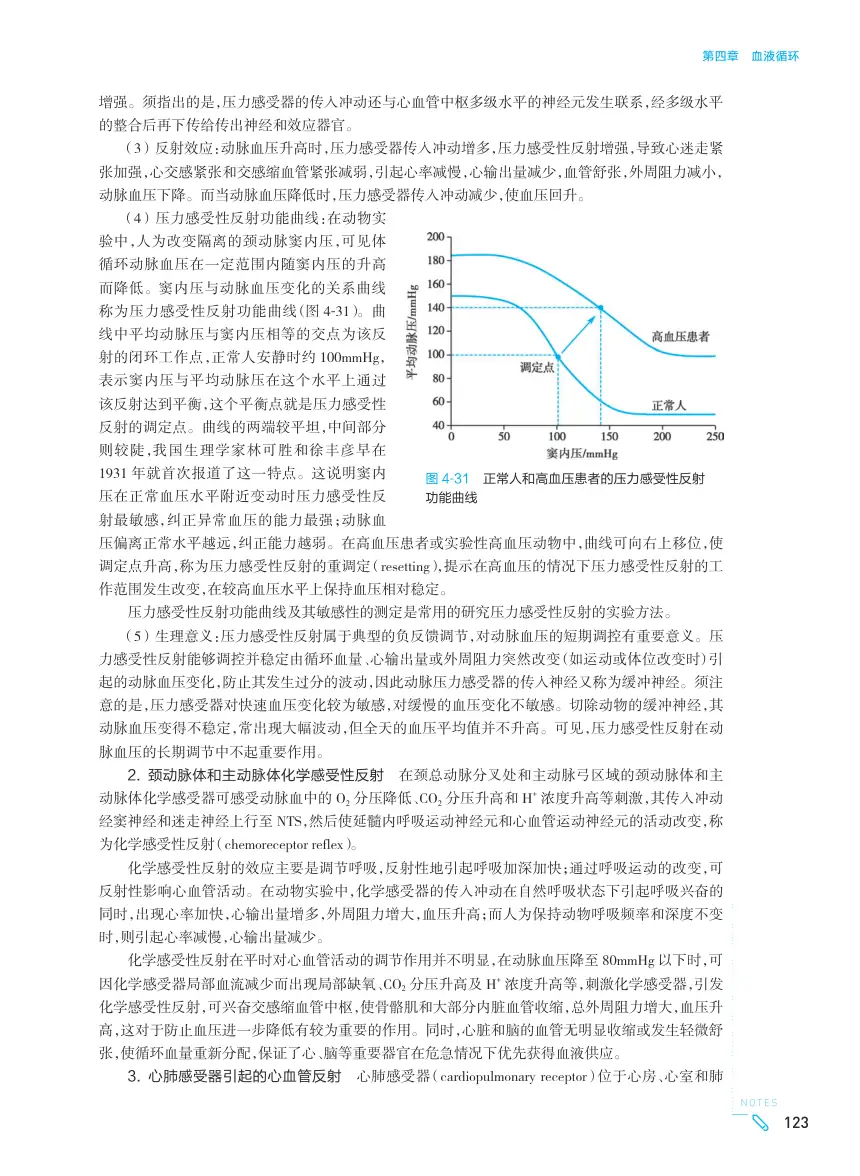 第四章 血液循环
增强。须指出的是,压力感受器的传入冲动还与心血管中枢多级水平的神经元发生联系,经多级水平
的整合后再下传给传出神经和效应器官。
（3）反射效应:动脉血压升高时,压力感受器传入冲动增多,压力感受性反射增强,导致心迷走紧
张加强,心交感紧张和交感缩血管紧张减弱,引起心率减慢,心输出量减少,血管舒张,外周阻力减小,
动脉血压下降。而当动脉血压降低时,压力感受器传入冲动减少,使血压回升。
（4）压力感受性反射功能曲线:在动物实
验中,人为改变隔离的颈动脉窦内压,可见体
循环动脉血压在一定范围内随窦内压的升高
而降低。窦内压与动脉血压变化的关系曲线
称为压力感受性反射功能曲线（图 4-31）。曲
线中平均动脉压与窦内压相等的交点为该反
射的闭环工作点,正常人安静时约 100mmHg,
表示窦内压与平均动脉压在这个水平上通过
该反射达到平衡,这个平衡点就是压力感受性
反射的调定点。曲线的两端较平坦,中间部分
则较陡,我国生理学家林可胜和徐丰彦早在
1931 年就首次报道了这一特点。这说明窦内
压在正常血压水平附近变动时压力感受性反
射最敏感,纠正异常血压的能力最强;动脉血
200
180
160
140
120
100
80
60
40
平均动脉压/mmHg
高血压患者
调定点
正常人
0 50 100 150 200 250
窦内压/mmHg
图 4-31 正常人和高血压患者的压力感受性反射
功能曲线
压偏离正常水平越远,纠正能力越弱。在高血压患者或实验性高血压动物中,曲线可向右上移位,使
调定点升高,称为压力感受性反射的重调定（resetting）,提示在高血压的情况下压力感受性反射的工
作范围发生改变,在较高血压水平上保持血压相对稳定。
压力感受性反射功能曲线及其敏感性的测定是常用的研究压力感受性反射的实验方法。
（5）生理意义:压力感受性反射属于典型的负反馈调节,对动脉血压的短期调控有重要意义。压
力感受性反射能够调控并稳定由循环血量、心输出量或外周阻力突然改变（如运动或体位改变时）引
起的动脉血压变化,防止其发生过分的波动,因此动脉压力感受器的传入神经又称为缓冲神经。须注
意的是,压力感受器对快速血压变化较为敏感,对缓慢的血压变化不敏感。切除动物的缓冲神经,其
动脉血压变得不稳定,常出现大幅波动,但全天的血压平均值并不升高。可见,压力感受性反射在动
脉血压的长期调节中不起重要作用。
2. 颈动脉体和主动脉体化学感受性反射 在颈总动脉分叉处和主动脉弓区域的颈动脉体和主
动脉体化学感受器可感受动脉血中的 O₂ 分压降低、CO₂ 分压升高和 H⁺ 浓度升高等刺激,其传入冲动
经窦神经和迷走神经上行至 NTS,然后使延髓内呼吸运动神经元和心血管运动神经元的活动改变,称
为化学感受性反射（chemoreceptor reflex）。
化学感受性反射的效应主要是调节呼吸,反射性地引起呼吸加深加快;通过呼吸运动的改变,可
反射性影响心血管活动。在动物实验中,化学感受器的传入冲动在自然呼吸状态下引起呼吸兴奋的
同时,出现心率加快,心输出量增多,外周阻力增大,血压升高;而人为保持动物呼吸频率和深度不变
时,则引起心率减慢,心输出量减少。
化学感受性反射在平时对心血管活动的调节作用并不明显,在动脉血压降至 80mmHg 以下时,可
因化学感受器局部血流减少而出现局部缺氧、CO₂ 分压升高及 H⁺ 浓度升高等,刺激化学感受器,引发
化学感受性反射,可兴奋交感缩血管中枢,使骨骼肌和大部分内脏血管收缩,总外周阻力增大,血压升
高,这对于防止血压进一步降低有较为重要的作用。同时,心脏和脑的血管无明显收缩或发生轻微舒
张,使循环血量重新分配,保证了心、脑等重要器官在危急情况下优先获得血液供应。
3. 心肺感受器引起的心血管反射 心肺感受器（cardiopulmonary receptor）位于心房、心室和肺
NOTES
123